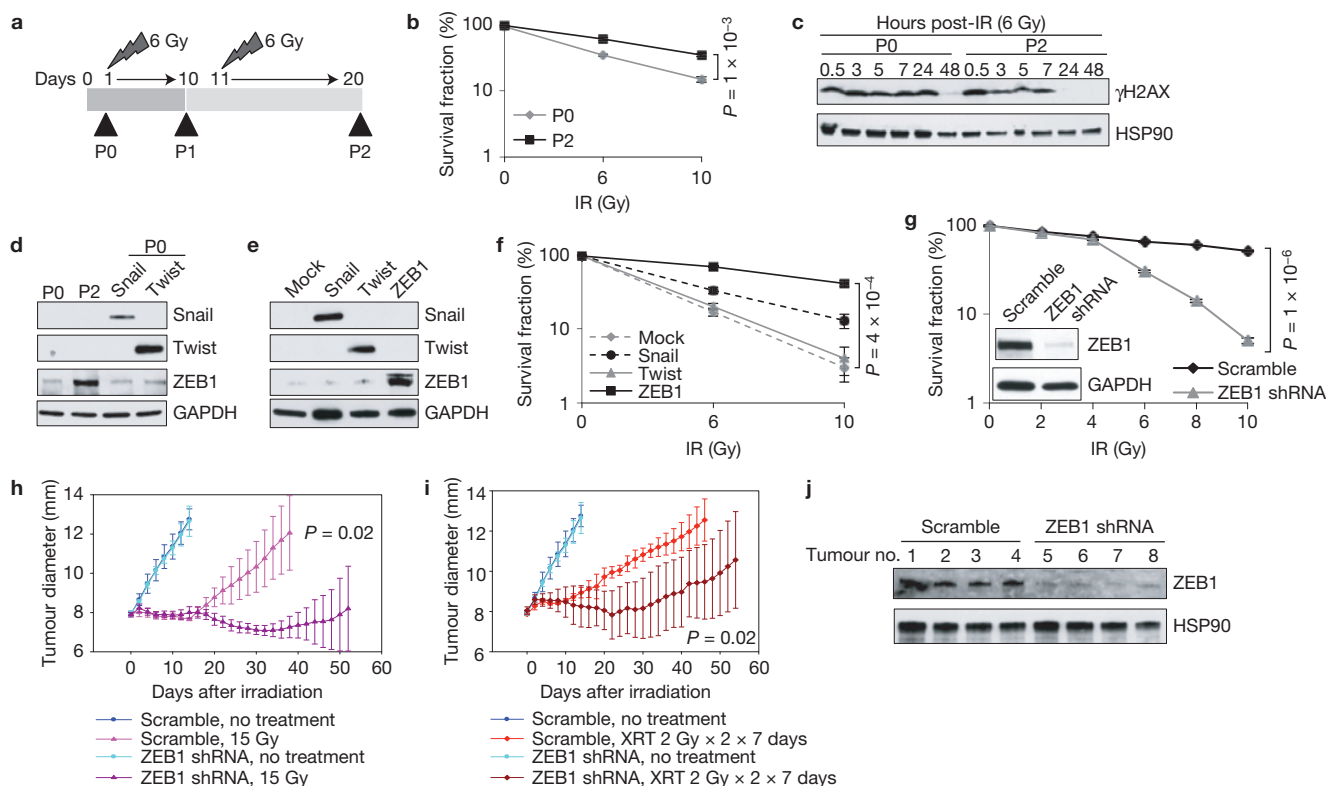 a
6 Gy
6 Gy
Days 0 1 10 11 20
P0 P1 P2
b
Survival fraction (%)
100
10
1
P0
P2
P = 1 × 10⁻³
0 6 10
IR (Gy)
c
Hours post-IR (6 Gy)
P0 P2
0.5 3 5 7 24 48 0.5 3 5 7 24 48
γH2AX
HSP90
d
P0
P0 P2 Snail Twist
Snail
Twist
ZEB1
GAPDH
e
Mock Snail Twist ZEB1
Snail
Twist
ZEB1
GAPDH
f
Survival fraction (%)
100
10
1
Mock
Snail
Twist
ZEB1
P = 4 × 10⁻⁴
0 6 10
IR (Gy)
g
Survival fraction (%)
100
10
1
Scramble
ZEB1 shRNA
ZEB1
GAPDH
P = 1 × 10⁻⁶
Scramble
ZEB1 shRNA
0 2 4 6 8 10
IR (Gy)
h
Tumour diameter (mm)
14
12
10
8
6
P = 0.02
0 10 20 30 40 50 60
Days after irradiation
Scramble, no treatment
Scramble, 15 Gy
ZEB1 shRNA, no treatment
ZEB1 shRNA, 15 Gy
i
Tumour diameter (mm)
14
12
10
8
6
P = 0.02
0 10 20 30 40 50 60
Days after irradiation
Scramble, no treatment
Scramble, XRT 2 Gy × 2 × 7 days
ZEB1 shRNA, no treatment
ZEB1 shRNA, XRT 2 Gy × 2 × 7 days
j
Scramble ZEB1 shRNA
Tumour no. 1 2 3 4 5 6 7 8
ZEB1
HSP90